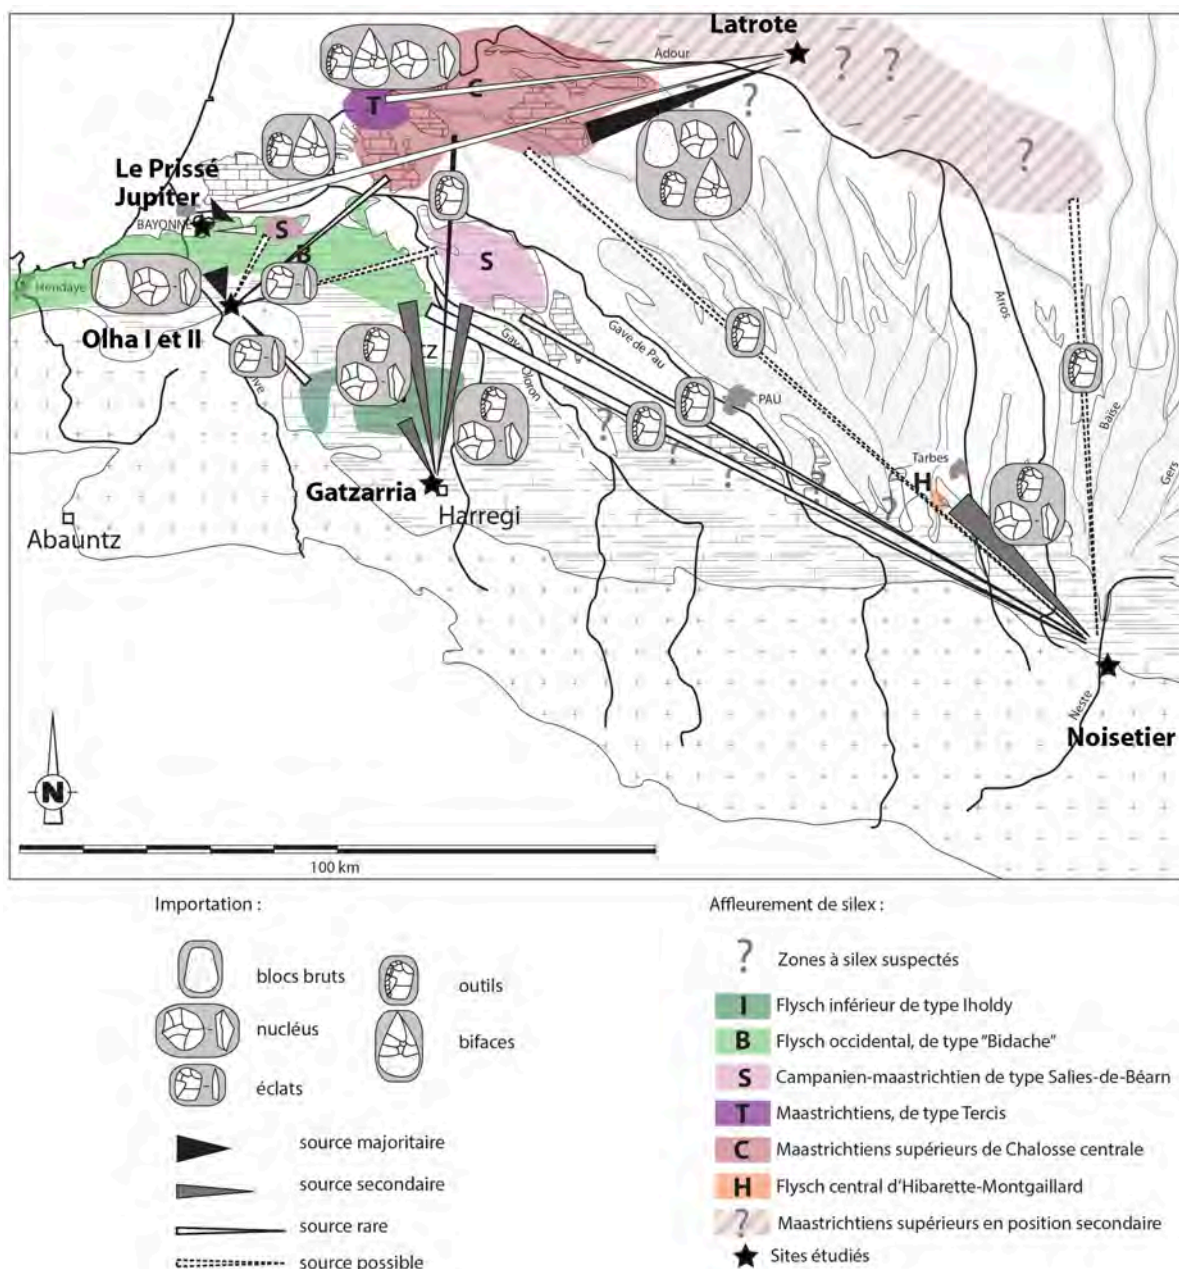 Latrote
Adour
?
?
?
?
?
C
T
Le Prissé
Jupiter
BAYONNE
S
B
S
Hendaye
Olha I et II
Arros
Gave de Pau
Gave
Oloron
PAU
Baïse
Gers
Tarbes
H
?
?
?
?
Gatzarria
Harregi
Abauntz
Neste
Noisetier
N
100 km
Importation :
blocs bruts
outils
nucléus
bifaces
éclats
source majoritaire
source secondaire
source rare
source possible
Affleurement de silex :
? Zones à silex suspectés
I Flysch inférieur de type Iholdy
B Flysch occidental, de type "Bidache"
S Campanien-maastrichtien de type Salies-de-Béarn
T Maastrichtiens, de type Tercis
C Maastrichtiens supérieurs de Chalosse centrale
H Flysch central d'Hibarette-Montgaillard
? Maastrichtiens supérieurs en position secondaire
Sites étudiés